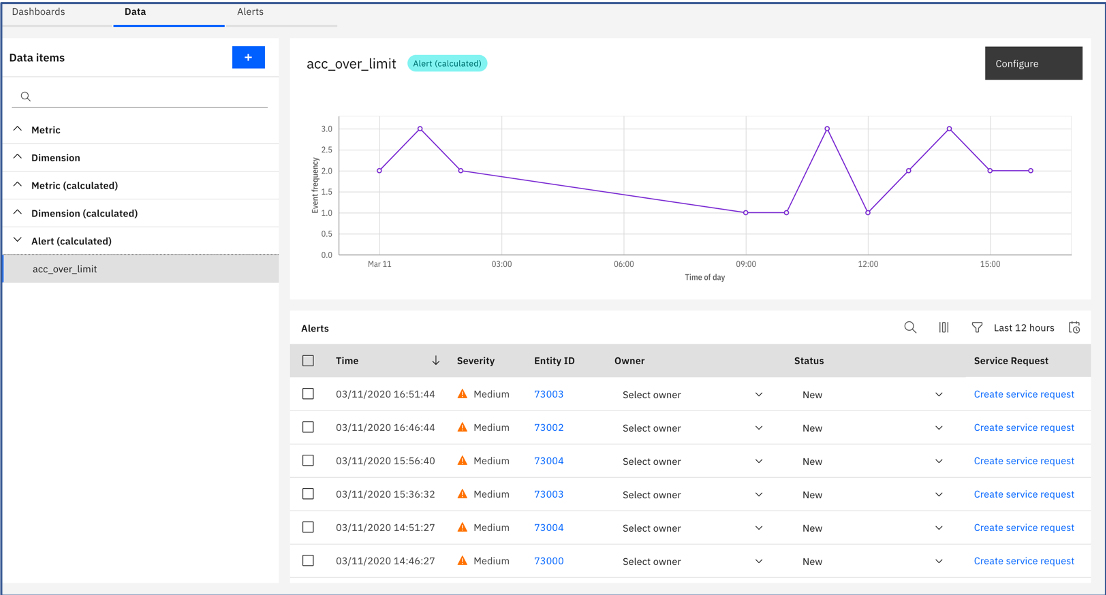 Dashboards Data Alerts
Data items +
Metric
Dimension
Metric (calculated)
Dimension (calculated)
Alert (calculated)
acc_over_limit
acc_over_limit Alert (calculated) Configure
Event frequency
3.0
2.5
2.0
1.5
1.0
0.5
0.0
Mar 11 03:00 06:00 09:00 12:00 15:00
Time of day
Alerts Last 12 hours
Time Severity Entity ID Owner Status Service Request
03/11/2020 16:51:44 Medium 73003 Select owner New Create service request
03/11/2020 16:46:44 Medium 73002 Select owner New Create service request
03/11/2020 15:56:40 Medium 73004 Select owner New Create service request
03/11/2020 15:36:32 Medium 73003 Select owner New Create service request
03/11/2020 14:51:27 Medium 73004 Select owner New Create service request
03/11/2020 14:46:27 Medium 73000 Select owner New Create service request